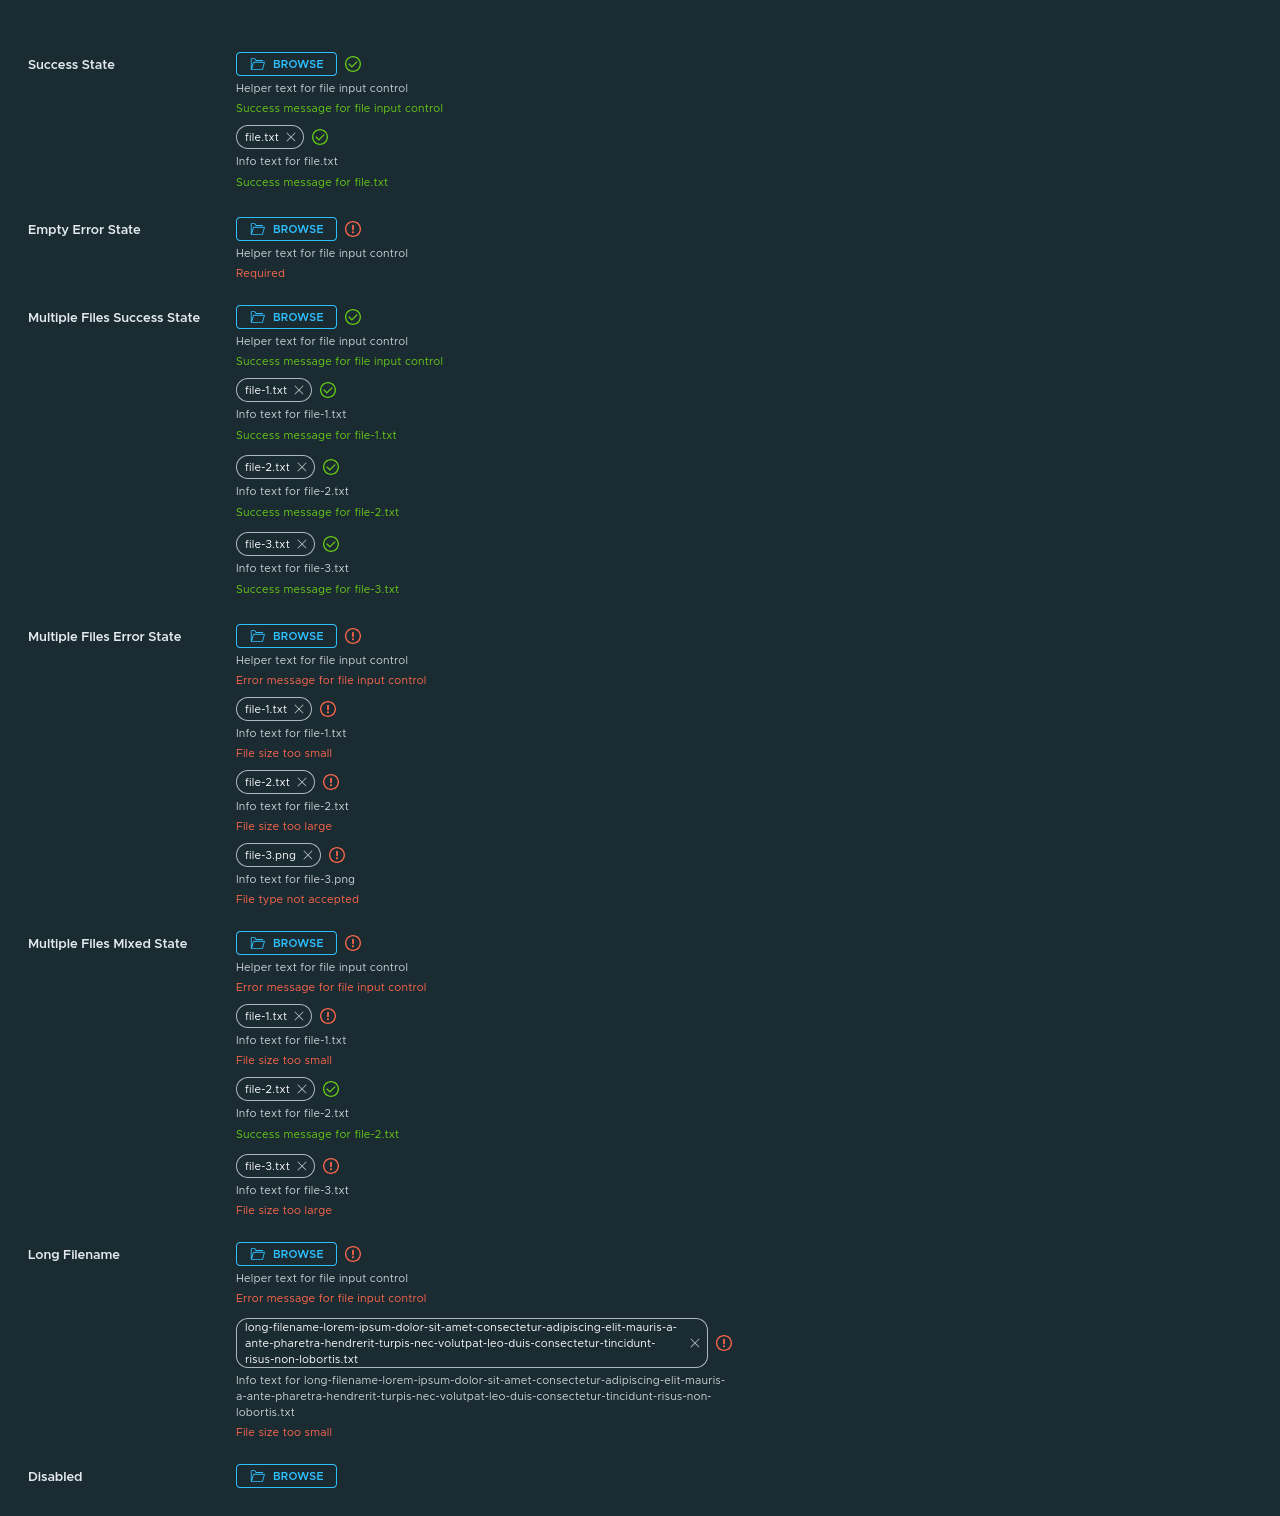 Success State
BROWSE
Helper text for file input control
Success message for file input control
file.txt
Info text for file.txt
Success message for file.txt
Empty Error State
BROWSE
Helper text for file input control
Required
Multiple Files Success State
BROWSE
Helper text for file input control
Success message for file input control
file-1.txt
Info text for file-1.txt
Success message for file-1.txt
file-2.txt
Info text for file-2.txt
Success message for file-2.txt
file-3.txt
Info text for file-3.txt
Success message for file-3.txt
Multiple Files Error State
BROWSE
Helper text for file input control
Error message for file input control
file-1.txt
Info text for file-1.txt
File size too small
file-2.txt
Info text for file-2.txt
File size too large
file-3.png
Info text for file-3.png
File type not accepted
Multiple Files Mixed State
BROWSE
Helper text for file input control
Error message for file input control
file-1.txt
Info text for file-1.txt
File size too small
file-2.txt
Info text for file-2.txt
Success message for file-2.txt
file-3.txt
Info text for file-3.txt
File size too large
Long Filename
BROWSE
Helper text for file input control
Error message for file input control
long-filename-lorem-ipsum-dolor-sit-amet-consectetur-adipiscing-elit-mauris-a-
ante-pharetra-hendrerit-turpis-nec-volutpat-leo-duis-consectetur-tincidunt-
risus-non-lobortis.txt
Info text for long-filename-lorem-ipsum-dolor-sit-amet-consectetur-adipiscing-elit-mauris-
a-ante-pharetra-hendrerit-turpis-nec-volutpat-leo-duis-consectetur-tincidunt-risus-non-
lobortis.txt
File size too small
Disabled
BROWSE